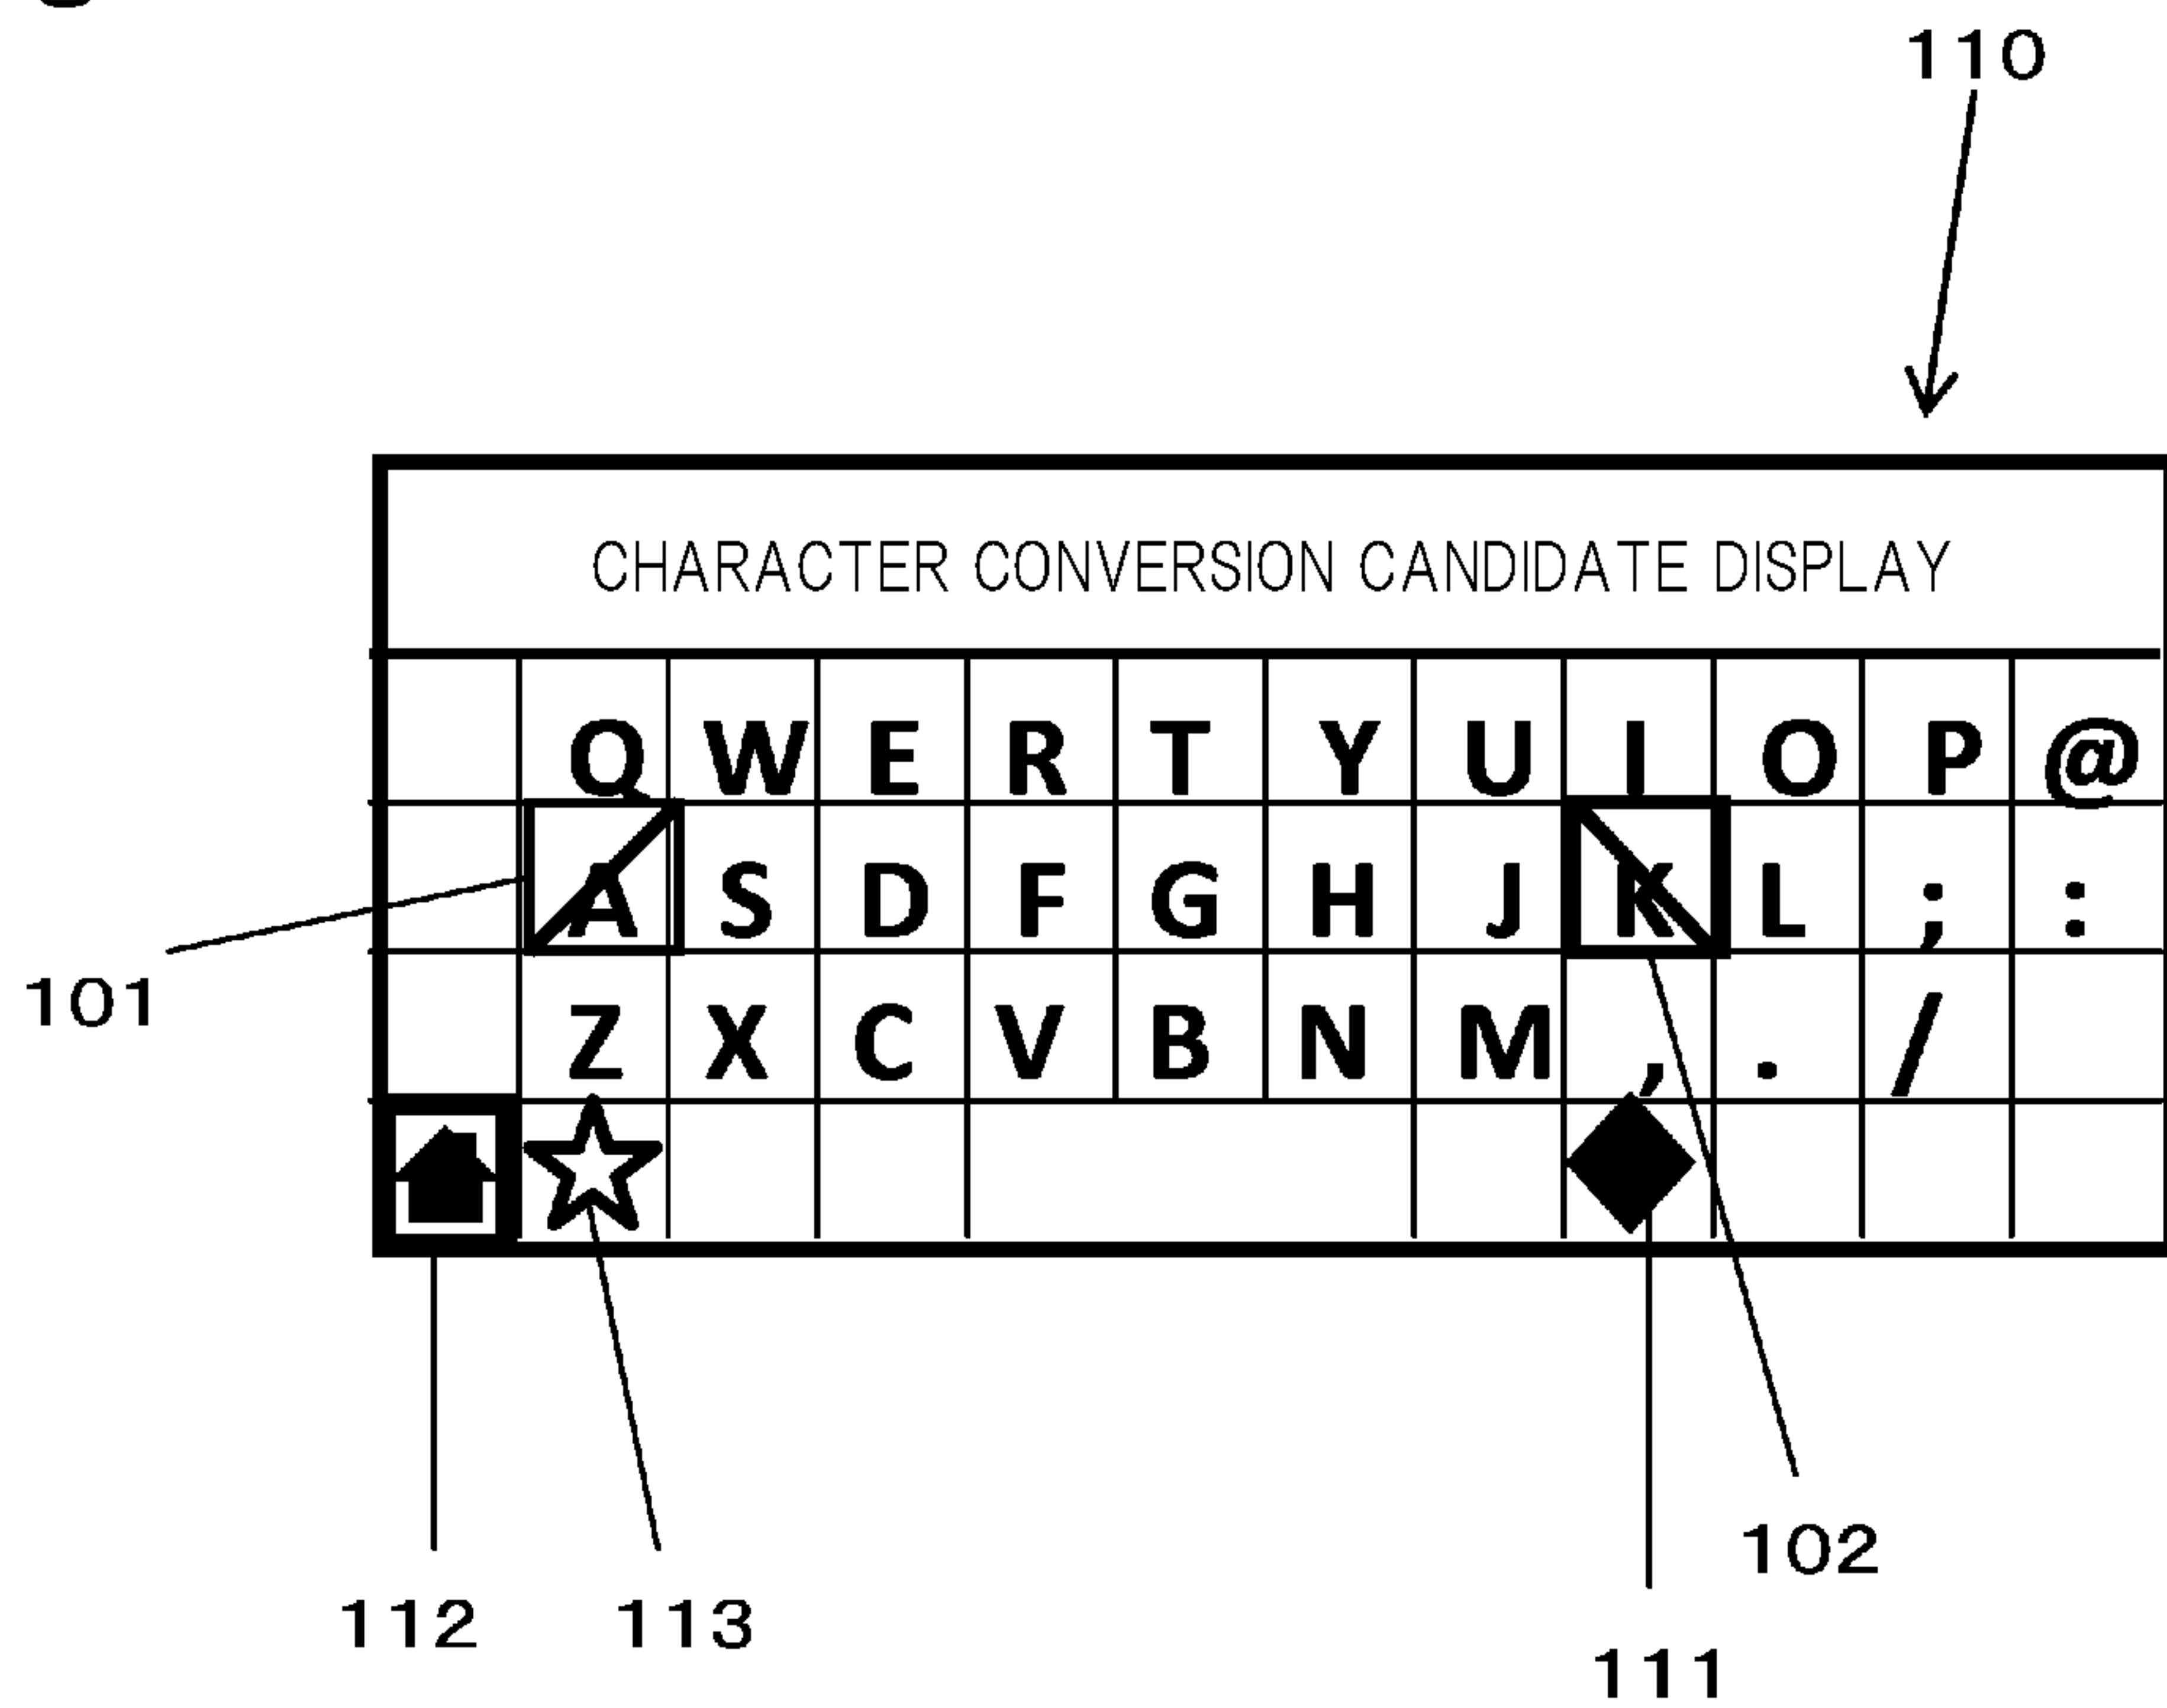 110
CHARACTER CONVERSION CANDIDATE DISPLAY
Q W E R T Y U I O P @
A S D F G H J K L ; :
101
Z X C V B N M , . /
102
112 113
111